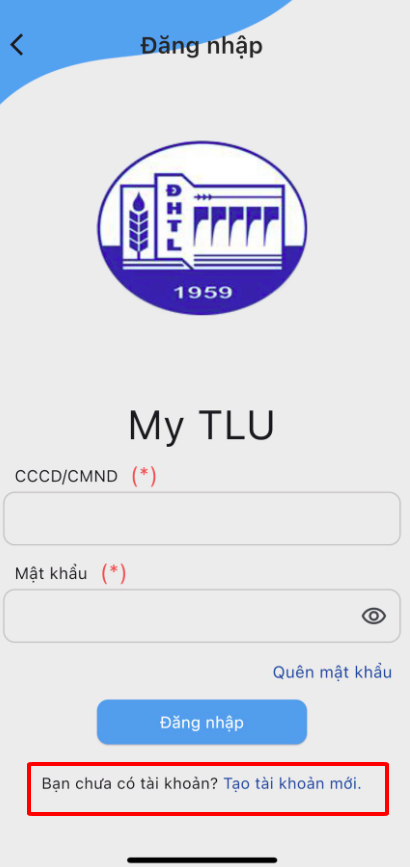 Đăng nhập
ĐHTL
1959
My TLU
CCCD/CMND (*)
Mật khẩu (*)
Quên mật khẩu
Đăng nhập
Bạn chưa có tài khoản? Tạo tài khoản mới.